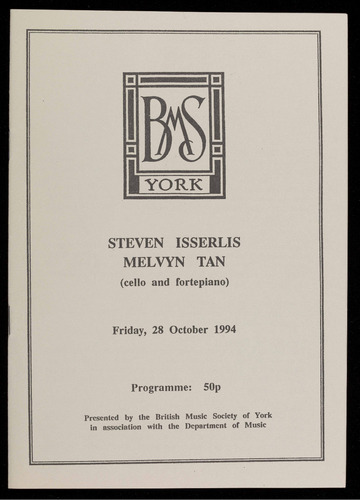 BMS
YORK
STEVEN ISSERLIS
MELVYN TAN
(cello and fortepiano)
Friday, 28 October 1994
Programme: 50p
Presented by the British Music Society of York
in association with the Department of Music